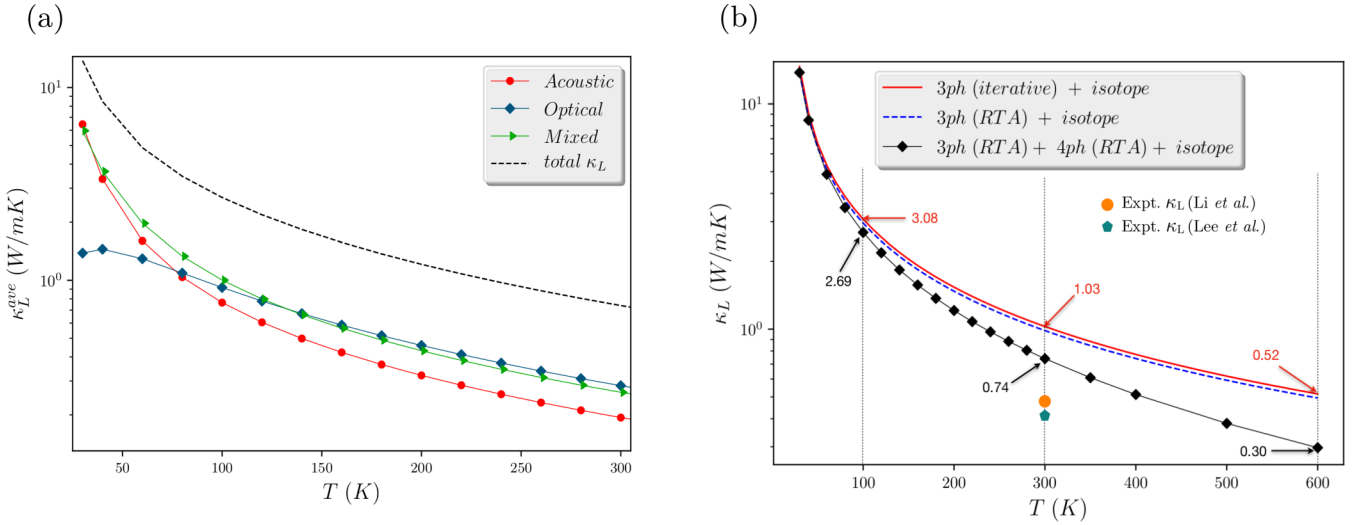 (a)
10¹
10⁰
κ_L^ave (W/mK)
50
100
150
200
250
300
T (K)
Acoustic
Optical
Mixed
total κ_L
(b)
10¹
10⁰
κ_L (W/mK)
100
200
300
400
500
600
T (K)
3ph (iterative) + isotope
3ph (RTA) + isotope
3ph (RTA) + 4ph (RTA) + isotope
Expt. κ_L (Li et al.)
Expt. κ_L (Lee et al.)
3.08
2.69
1.03
0.74
0.52
0.30